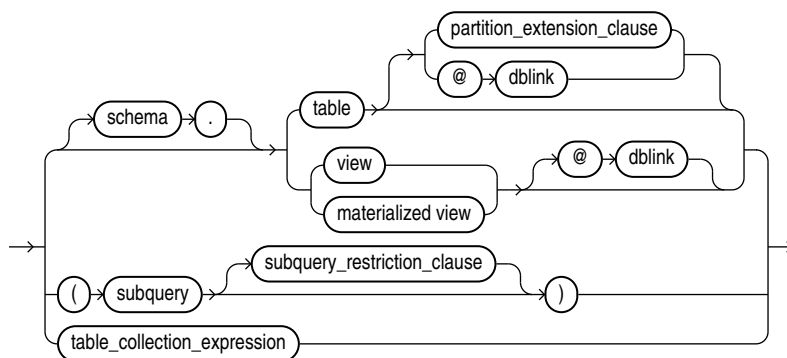 partition_extension_clause
@ dblink
schema . table
view @ dblink
materialized view
( subquery subquery_restriction_clause )
table_collection_expression